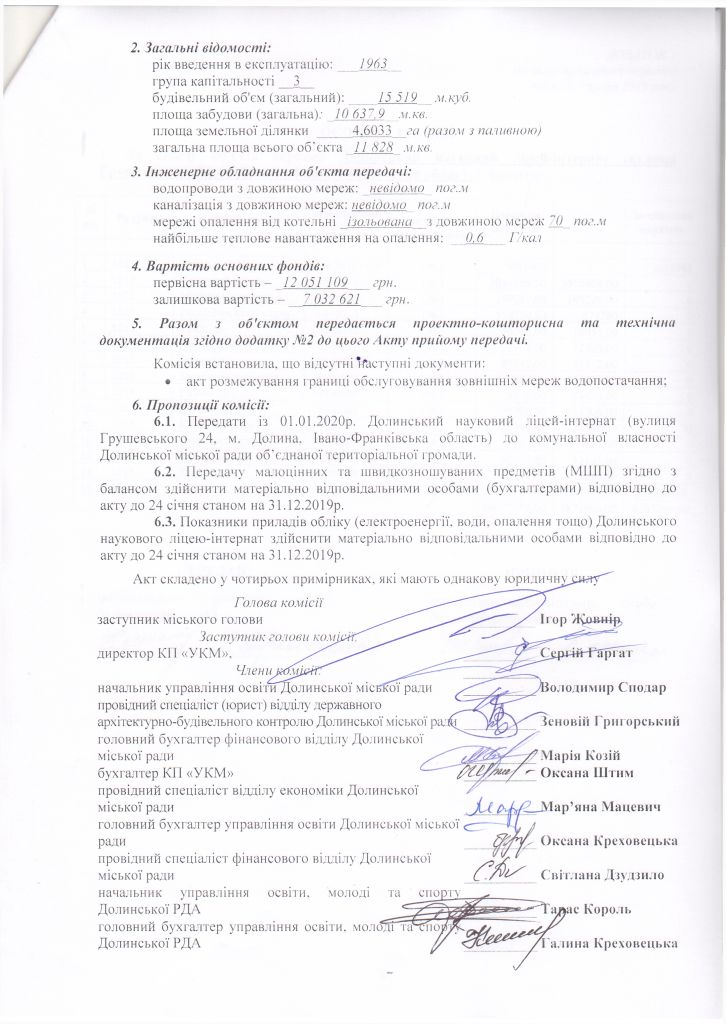 2. Загальні відомості:
рік введення в експлуатацію: 1963
група капітальності 3
будівельний об'єм (загальний): 15 519 м.куб.
площа забудови (загальна): 10 637,9 м.кв.
площа земельної ділянки 4,6033 га (разом з паливною)
загальна площа всього об’єкта 11 828 м.кв.
3. Інженерне обладнання об'єкта передачі:
водопроводи з довжиною мереж: невідомо пог.м
каналізація з довжиною мереж: невідомо пог.м
мережі опалення від котельні ізольована з довжиною мереж 70 пог.м
найбільше теплове навантаження на опалення: 0,6 Г/кал
4. Вартість основних фондів:
первісна вартість – 12 051 109 грн.
залишкова вартість – 7 032 621 грн.
5. Разом з об'єктом передається проектно-кошторисна та технічна
документація згідно додатку №2 до цього Акту прийому передачі.
Комісія встановила, що відсутні наступні документи:
• акт розмежування границі обслуговування зовнішніх мереж водопостачання;
6. Пропозиції комісії:
6.1. Передати із 01.01.2020р. Долинський науковий ліцей-інтернат (вулиця
Грушевського 24, м. Долина, Івано-Франківська область) до комунальної власності
Долинської міської ради об’єднаної територіальної громади.
6.2. Передачу малоцінних та швидкозношуваних предметів (МШП) згідно з
балансом здійснити матеріально відповідальними особами (бухгалтерами) відповідно до
акту до 24 січня станом на 31.12.2019р.
6.3. Показники приладів обліку (електроенергії, води, опалення тощо) Долинського
наукового ліцею-інтернат здійснити матеріально відповідальними особами відповідно до
акту до 24 січня станом на 31.12.2019р.
Акт складено у чотирьох примірниках, які мають однакову юридичну силу
Голова комісії
заступник міського голови Ігор Жовнір
Заступник голови комісії:
директор КП «УКМ», Сергій Гаргат
Члени комісії:
начальник управління освіти Долинської міської ради Володимир Сподар
провідний спеціаліст (юрист) відділу державного
архітектурно-будівельного контролю Долинської міської ради Зеновій Григорський
головний бухгалтер фінансового відділу Долинської
міської ради Марія Козій
бухгалтер КП «УКМ» Оксана Штим
провідний спеціаліст відділу економіки Долинської
міської ради Мар’яна Мацевич
головний бухгалтер управління освіти Долинської міської
ради Оксана Креховецька
провідний спеціаліст фінансового відділу Долинської
міської ради Світлана Дзудзило
начальник управління освіти, молоді та спорту
Долинської РДА Тарас Король
головний бухгалтер управління освіти, молоді та спорту
Долинської РДА Галина Креховецька